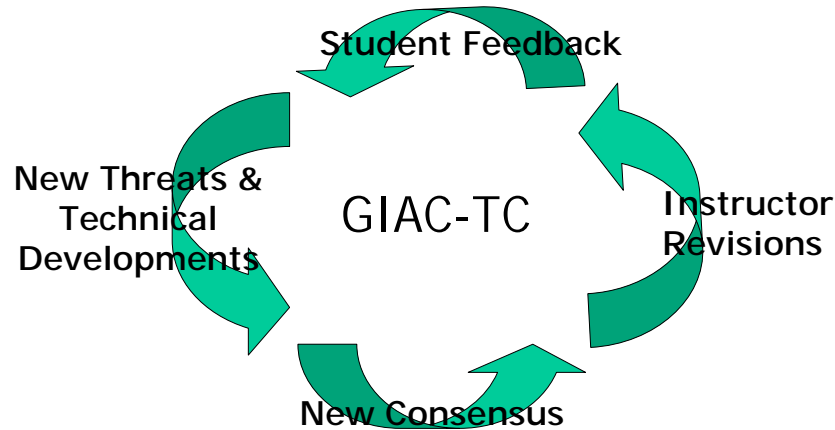 Student Feedback
New Threats &
Technical
Developments
GIAC-TC
Instructor
Revisions
New Consensus